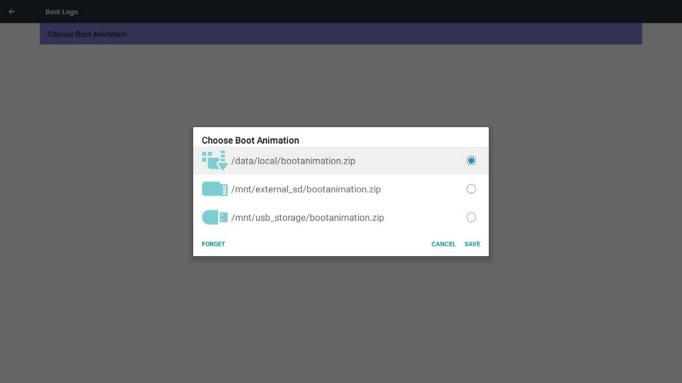 Boot Logo
Choose Boot Animation
Choose Boot Animation
/data/local/bootanimation.zip
/mnt/external_sd/bootanimation.zip
/mnt/usb_storage/bootanimation.zip
FORGET CANCEL SAVE